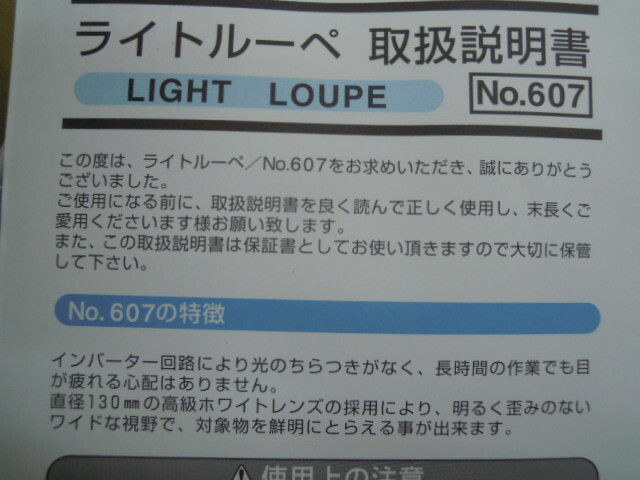 ライトルーペ 取扱説明書
LIGHT LOUPE No.607
この度は、ライトルーペ／No.607をお求めいただき、誠にありがとう
ございました。
ご使用になる前に、取扱説明書を良く読んで正しく使用し、末長くご
愛用くださいます様お願い致します。
また、この取扱説明書は保証書としてお使い頂きますので大切に保管
して下さい。
No.607の特徴
インバーター回路により光のちらつきがなく、長時間の作業でも目
が疲れる心配はありません。
直径130mmの高級ホワイトレンズの採用により、明るく歪みのない
ワイドな視野で、対象物を鮮明にとらえる事が出来ます。
使用上の注意